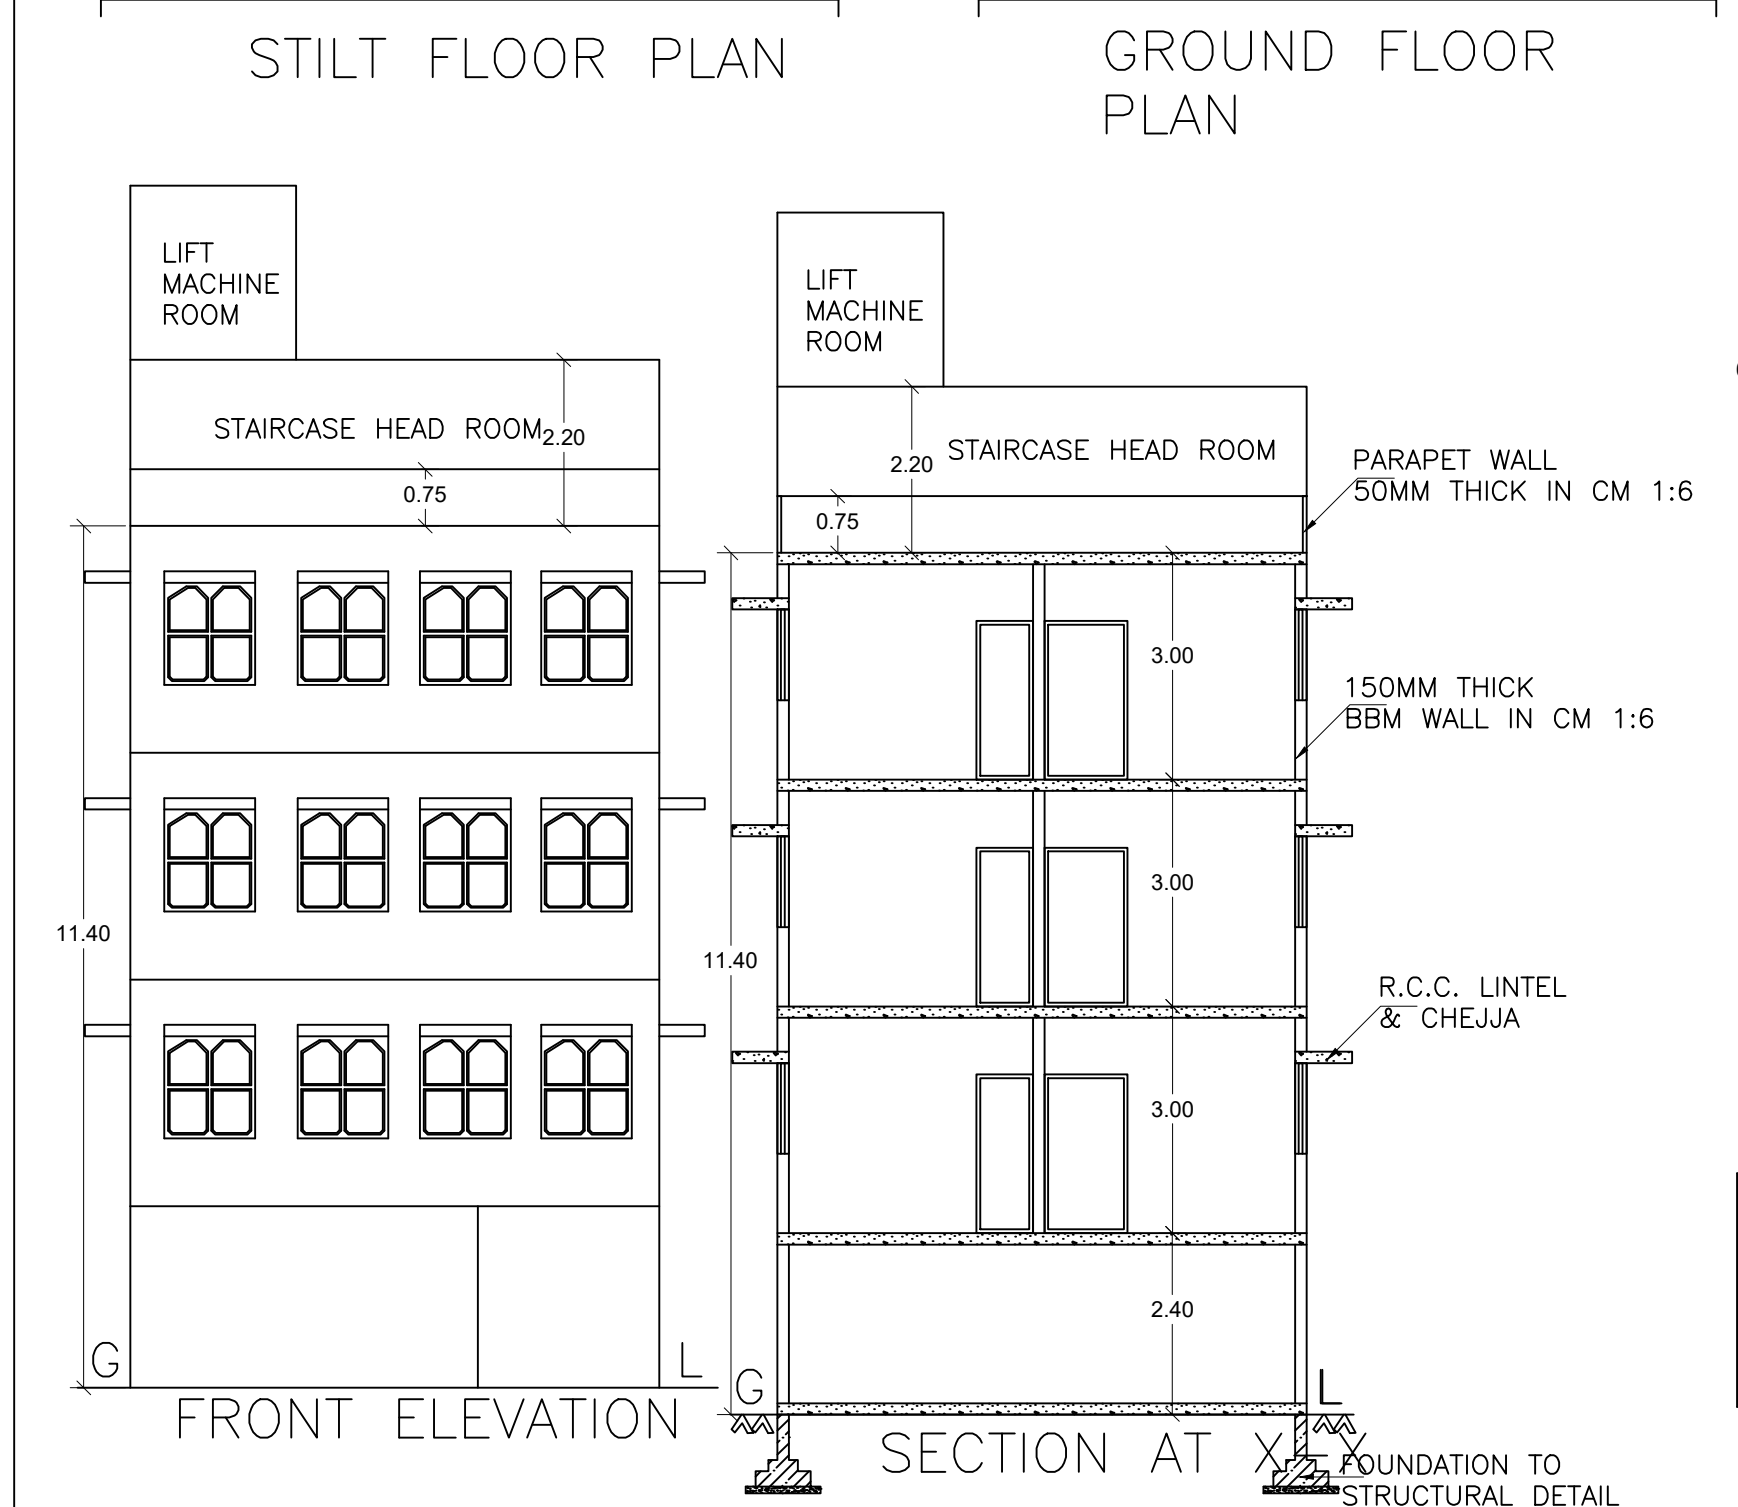 STILT FLOOR PLAN
GROUND FLOOR
PLAN
LIFT
MACHINE
ROOM
STAIRCASE HEAD ROOM
2.20
0.75
11.40
G
L
FRONT ELEVATION
LIFT
MACHINE
ROOM
2.20
STAIRCASE HEAD ROOM
0.75
PARAPET WALL
50MM THICK IN CM 1:6
3.00
150MM THICK
BBM WALL IN CM 1:6
3.00
11.40
R.C.C. LINTEL
& CHEJJA
3.00
2.40
G
L
SECTION AT X-X
FOUNDATION TO
STRUCTURAL DETAIL